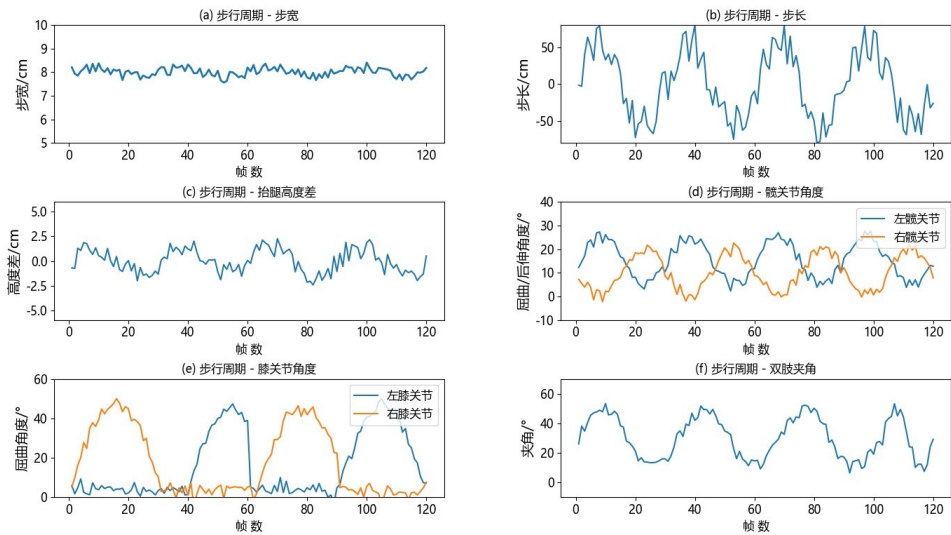 (a) 步行周期 - 步宽
10
9
8
7
6
5
步宽/cm
0 20 40 60 80 100 120
帧 数
(b) 步行周期 - 步长
50
0
-50
步长/cm
0 20 40 60 80 100 120
帧 数
(c) 步行周期 - 抬腿高度差
5.0
2.5
0.0
-2.5
-5.0
高度差/cm
0 20 40 60 80 100 120
帧 数
(d) 步行周期 - 髋关节角度
40
30
20
10
0
-10
屈曲/后伸角度/°
左髋关节
右髋关节
0 20 40 60 80 100 120
帧 数
(e) 步行周期 - 膝关节角度
60
40
20
0
屈曲角度/°
左膝关节
右膝关节
0 20 40 60 80 100 120
帧 数
(f) 步行周期 - 双肢夹角
60
40
20
0
夹角/°
0 20 40 60 80 100 120
帧 数